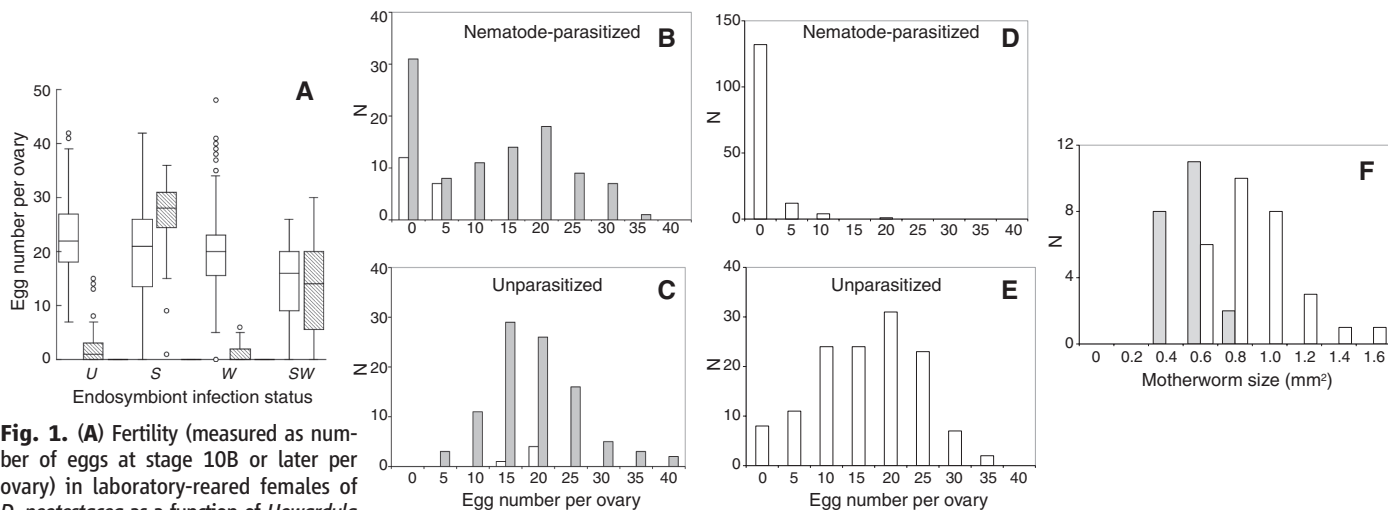 A
50
40
30
20
10
0
Egg number per ovary
U S W SW
Endosymbiont infection status
Fig. 1. (A) Fertility (measured as num-
ber of eggs at stage 10B or later per
ovary) in laboratory-reared females of
as a function of
B
Nematode-parasitized
40
30
20
10
0
N
0 5 10 15 20 25 30 35 40
C
Unparasitized
40
30
20
10
0
N
0 5 10 15 20 25 30 35 40
Egg number per ovary
D
Nematode-parasitized
150
100
50
0
N
0 5 10 15 20 25 30 35 40
E
Unparasitized
40
30
20
10
0
N
0 5 10 15 20 25 30 35 40
Egg number per ovary
F
12
8
4
0
N
0 0.2 0.4 0.6 0.8 1.0 1.2 1.4 1.6
Motherworm size (mm²)